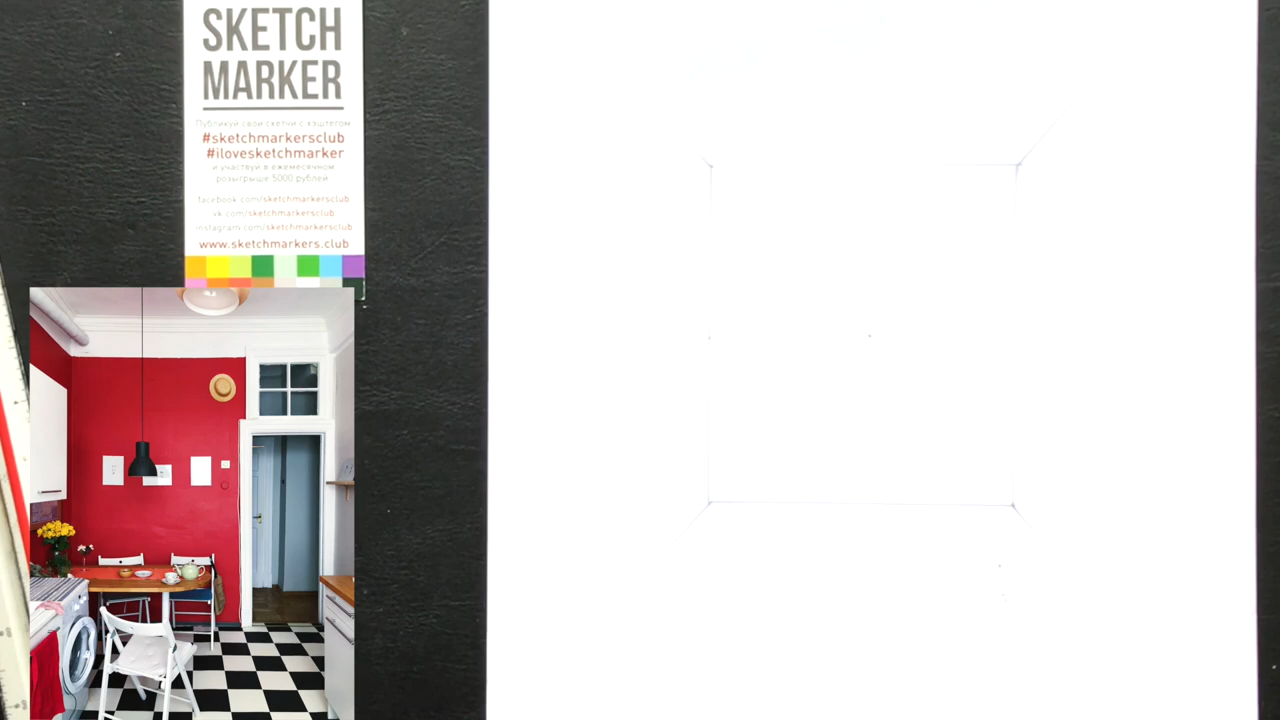 SKETCH
MARKER
Публикуй свои скетчи с хэштегом
#sketchmarkersclub
#ilovesketchmarker
и участвуй в ежемесячном
розыгрыше 5000 рублей
facebook.com/sketchmarkersclub
vk.com/sketchmarkersclub
instagram.com/sketchmarkersclub
www.sketchmarkers.club